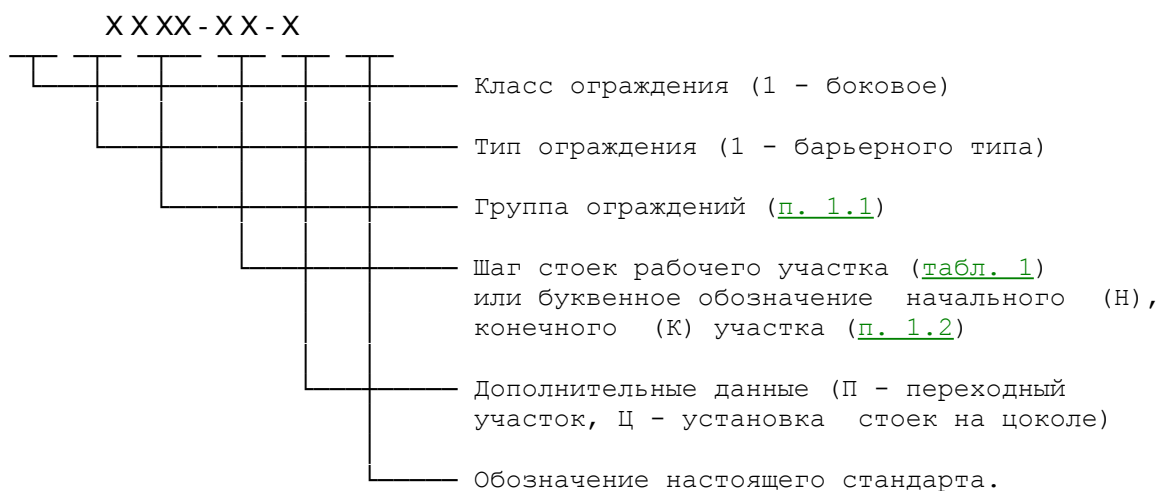 X X XX - X X - X
Класс ограждения (1 - боковое)
Тип ограждения (1 - барьерного типа)
Группа ограждений (п. 1.1)
Шаг стоек рабочего участка (табл. 1)
или буквенное обозначение начального (Н),
конечного (К) участка (п. 1.2)
Дополнительные данные (П - переходный
участок, Ц - установка стоек на цоколе)
Обозначение настоящего стандарта.